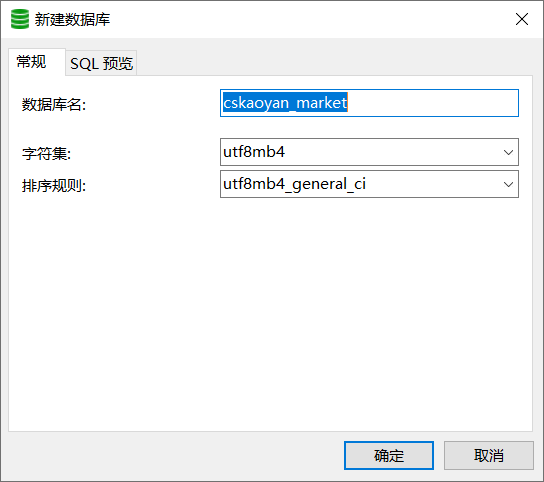 新建数据库
常规
SQL 预览
数据库名: cskaoyan_market
字符集: utf8mb4
排序规则: utf8mb4_general_ci
确定 取消